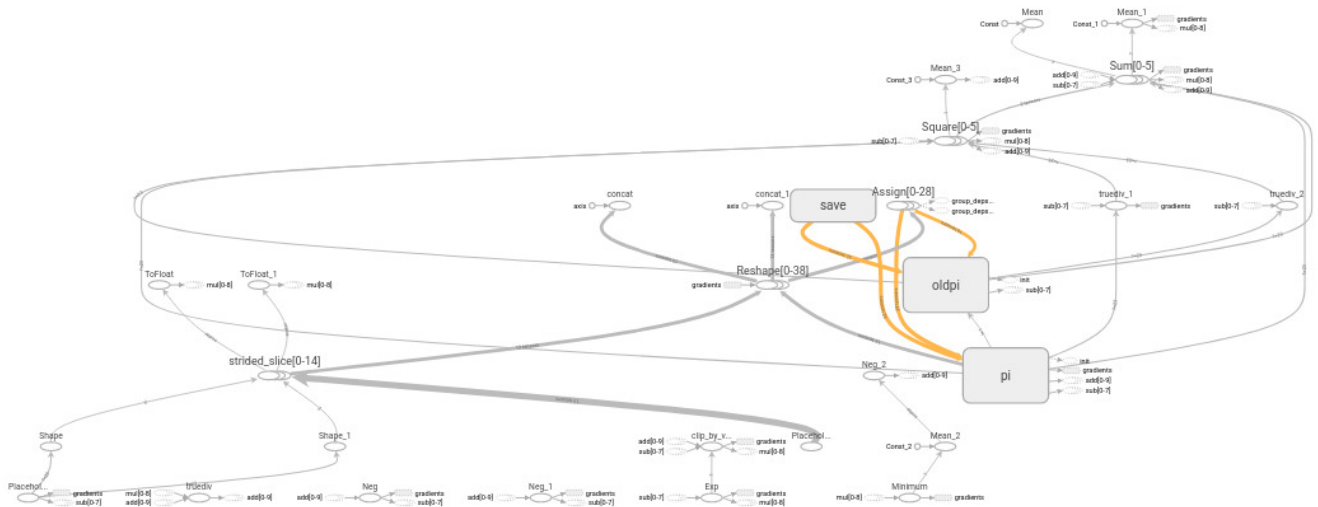 Mean
Mean_1
Const
Const_1
gradients
mul[0-8]
Mean_3
Const_3
add[0-9]
Sum[0-5]
add[0-9]
sub[0-7]
gradients
mul[0-8]
add[0-9]
Square[0-5]
sub[0-7]
gradients
mul[0-8]
add[0-9]
concat
axis
concat_1
axis
save
Assign[0-28]
group_deps...
group_deps...
truediv_1
sub[0-7]
gradients
truediv_2
sub[0-7]
ToFloat
mul[0-8]
ToFloat_1
mul[0-8]
Reshape[0-38]
gradients
oldpi
init
sub[0-7]
strided_slice[0-14]
Neg_2
add[0-9]
pi
init
gradients
add[0-9]
sub[0-7]
Shape
Shape_1
clip_by_v...
add[0-9]
sub[0-7]
gradients
mul[0-8]
Placehol...
Mean_2
Const_2
Placehol...
gradients
sub[0-7]
truediv
mul[0-8]
add[0-9]
add[0-9]
Neg
add[0-9]
gradients
sub[0-7]
Neg_1
add[0-9]
gradients
sub[0-7]
Exp
sub[0-7]
gradients
mul[0-8]
Minimum
mul[0-8]
gradients